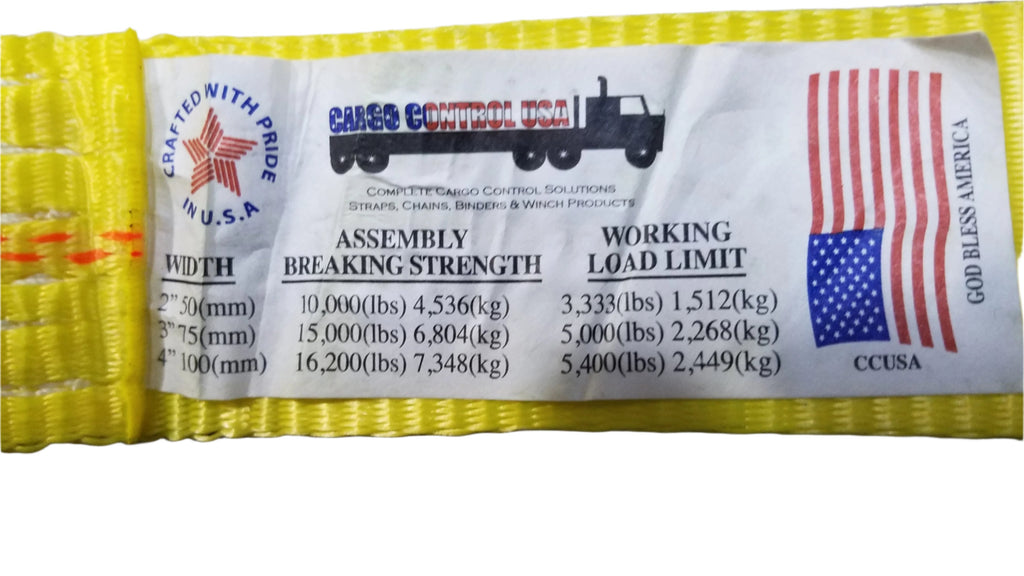 CRAFTED WITH PRIDE
IN U.S.A
CARGO CONTROL USA
COMPLETE CARGO CONTROL SOLUTIONS
STRAPS, CHAINS, BINDERS & WINCH PRODUCTS
WIDTH ASSEMBLY BREAKING STRENGTH WORKING LOAD LIMIT
2" 50(mm) 10,000(lbs) 4,536(kg) 3,333(lbs) 1,512(kg)
3" 75(mm) 15,000(lbs) 6,804(kg) 5,000(lbs) 2,268(kg)
4" 100(mm) 16,200(lbs) 7,348(kg) 5,400(lbs) 2,449(kg)
CCUSA
GOD BLESS AMERICA